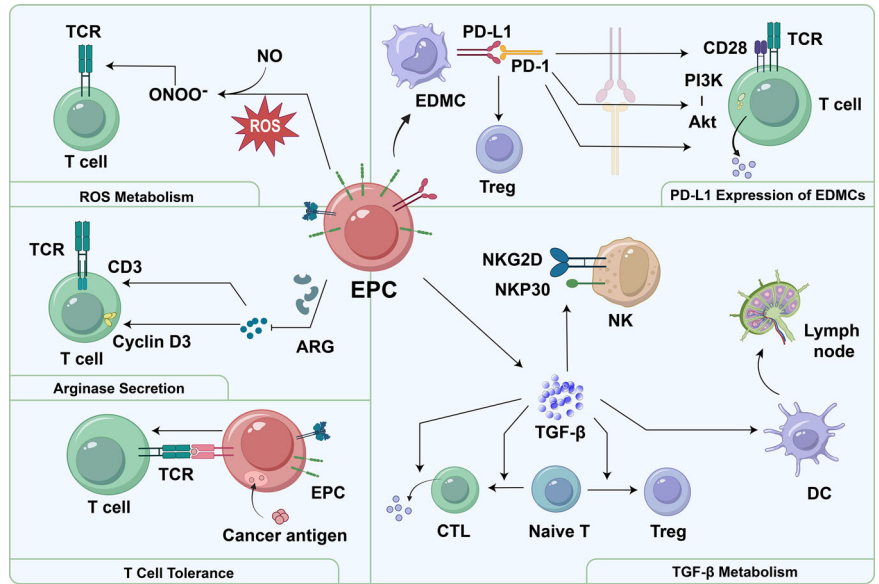 TCR
NO
ONOO-
ROS
T cell
ROS Metabolism
PD-L1
PD-1
EDMC
Treg
CD28
TCR
PI3K
Akt
T cell
PD-L1 Expression of EDMCs
EPC
TCR
CD3
Cyclin D3
T cell
ARG
Arginase Secretion
TCR
T cell
EPC
Cancer antigen
T Cell Tolerance
NKG2D
NKP30
NK
Lymph
node
TGF-β
DC
CTL
Naive T
Treg
TGF-β Metabolism